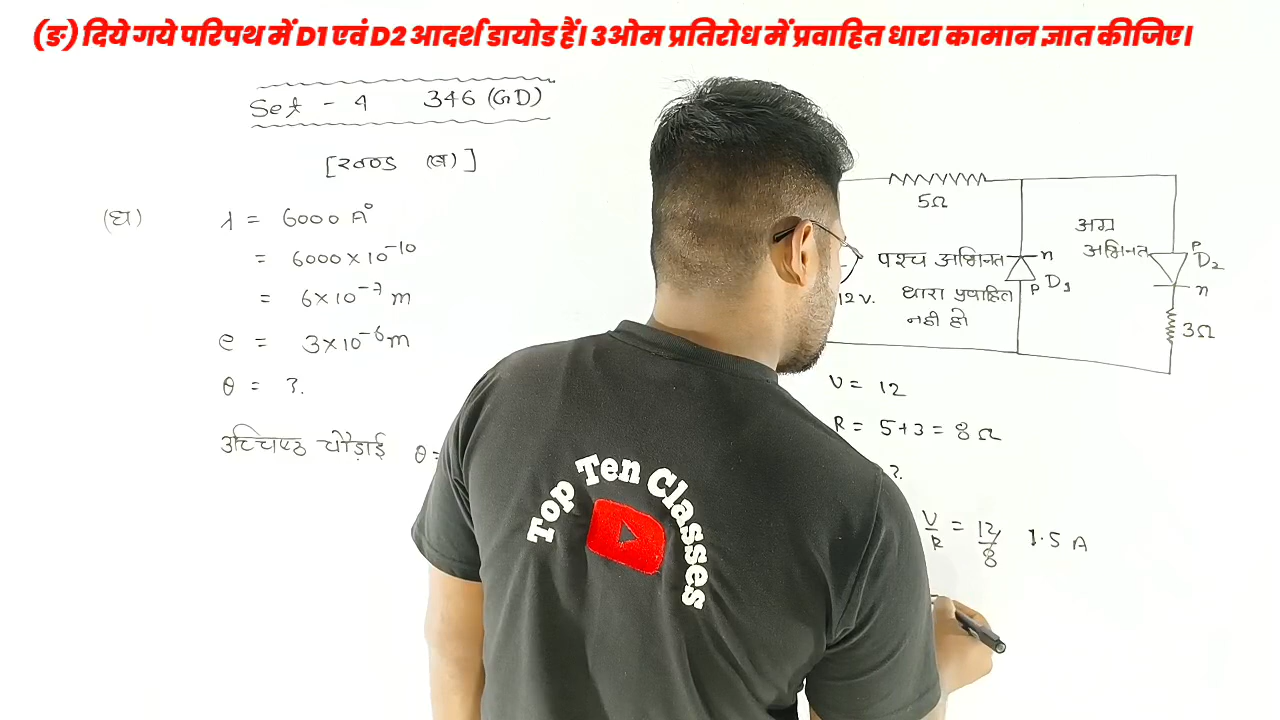 (ङ) दिये गये परिपथ में D1 एवं D2 आदर्श डायोड हैं। 3ओम प्रतिरोध में प्रवाहित धारा कामान ज्ञात कीजिए।
Set - 4 346 (GD)
[खण्ड (ब)]
(घ) λ = 6000 A°
= 6000 × 10⁻¹⁰
= 6 × 10⁻⁷ m
e = 3 × 10⁻⁶ m
θ = ?
चौड़ाई θ =
5Ω
पश्च अभिनत
धारा प्रवाहित
नही हो
12 V.
n
P D₁
अग्र
अभिनत
P D₂
n
3Ω
V = 12
R = 5+3 = 8 Ω
?.
V/R = 12/8 1.5 A
Top Ten Classes